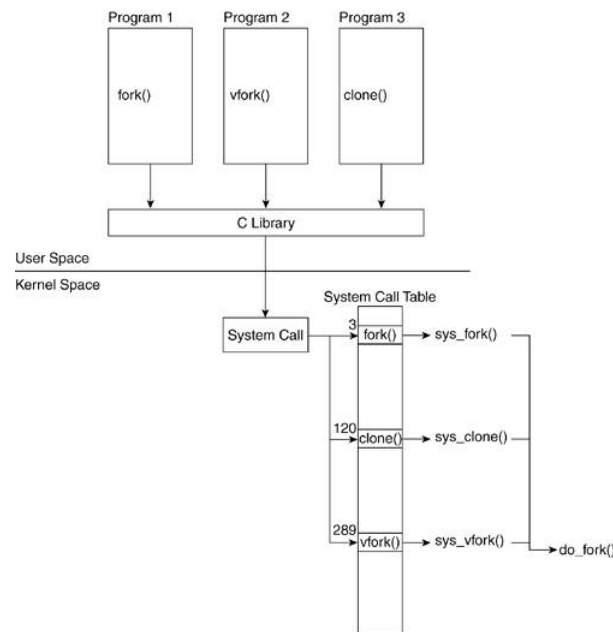 Program 1
Program 2
Program 3
fork()
vfork()
clone()
C Library
User Space
Kernel Space
System Call Table
System Call
3
fork()
sys_fork()
120
clone()
sys_clone()
289
vfork()
sys_vfork()
do_fork()